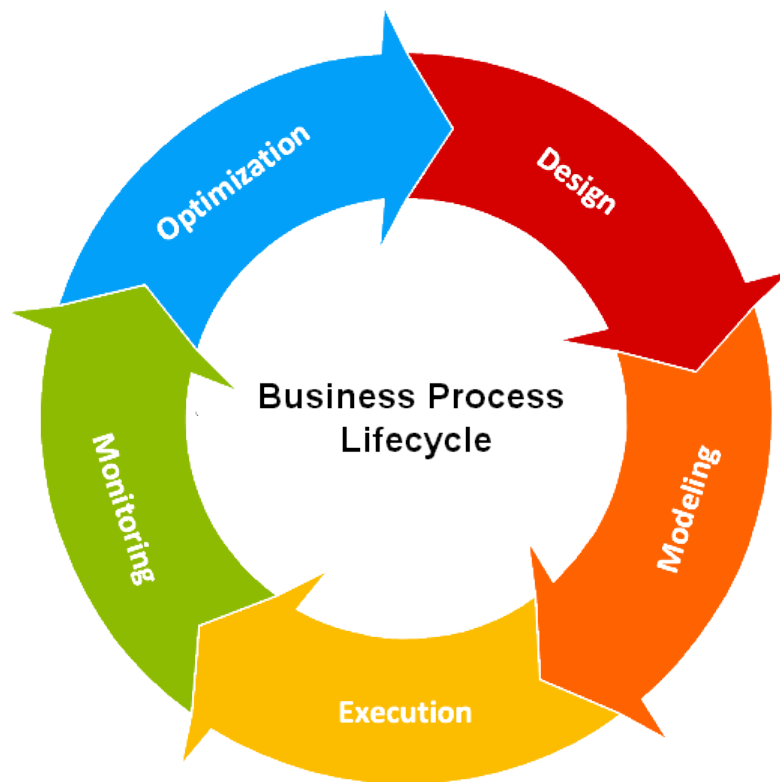 Business Process
Lifecycle
Design
Modeling
Execution
Monitoring
Optimization